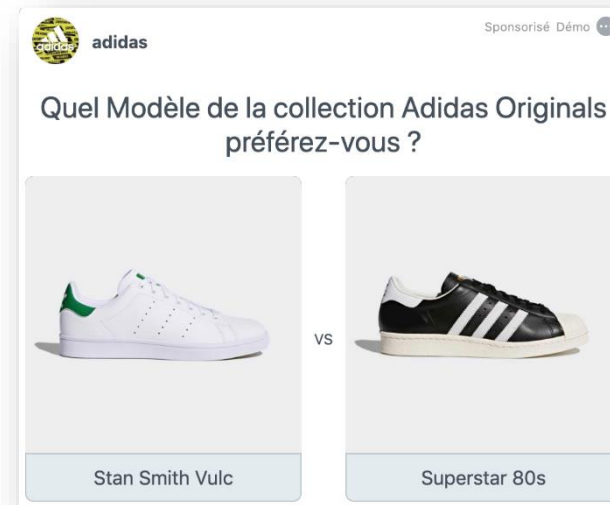 adidas
adidas
Sponsorisé Démo
Quel Modèle de la collection Adidas Originals
préférez-vous ?
vs
Stan Smith Vulc
Superstar 80s